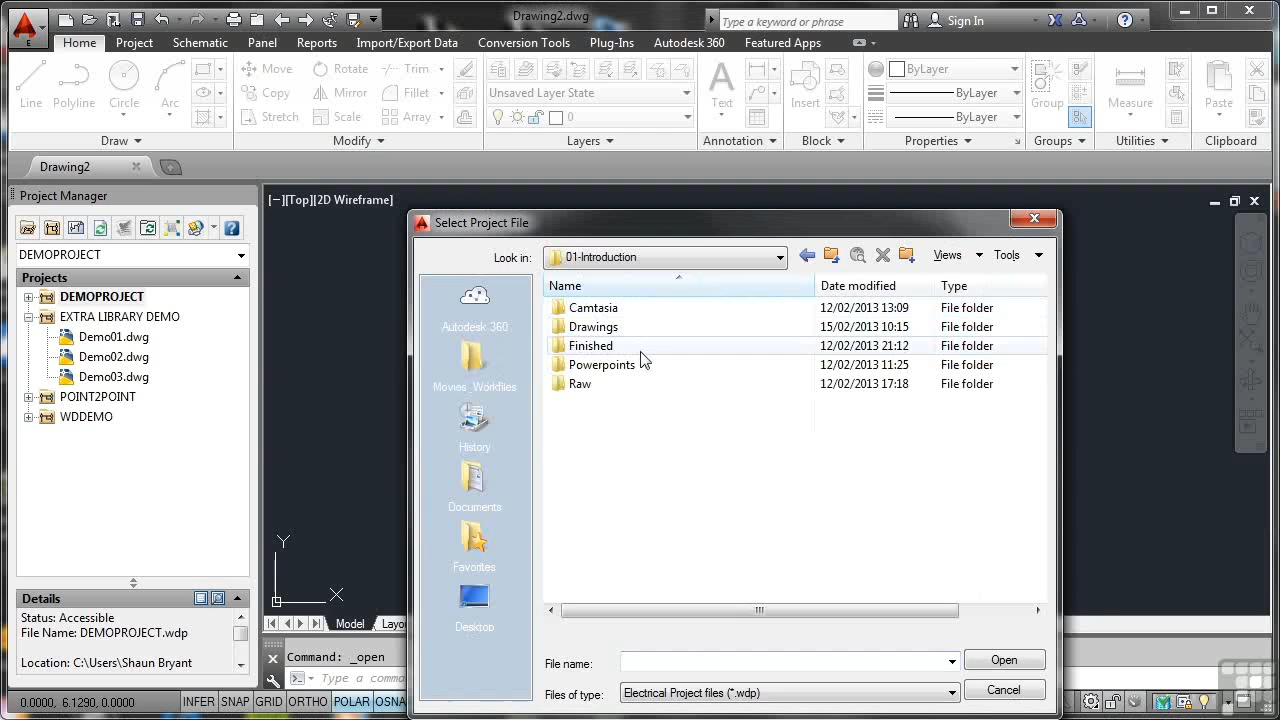 Drawing2.dwg
Type a keyword or phrase
Sign In
E
Home Project Schematic Panel Reports Import/Export Data Conversion Tools Plug-Ins Autodesk 360 Featured Apps
Line Polyline Circle Arc
Move Rotate Trim
Copy Mirror Fillet
Stretch Scale Array
Unsaved Layer State
0
Text
Insert
ByLayer
ByLayer
ByLayer
Group
Measure
Paste
Draw Modify Layers Annotation Block Properties Groups Utilities Clipboard
Drawing2
Project Manager
DEMOPROJECT
Projects
DEMOPROJECT
EXTRA LIBRARY DEMO
Demo01.dwg
Demo02.dwg
Demo03.dwg
POINT2POINT
WDDEMO
Details
Status: Accessible
File Name: DEMOPROJECT.wdp
Location: C:\Users\Shaun Bryant
[−][Top][2D Wireframe]
Y
X
Model Layou
Command: _open
Type a comma
0.0000, 6.1290, 0.0000 INFER SNAP GRID ORTHO POLAR OSNA
Select Project File
Look in: 01-Introduction Views Tools
Name Date modified Type
Camtasia 12/02/2013 13:09 File folder
Drawings 15/02/2013 10:15 File folder
Finished 12/02/2013 21:12 File folder
Powerpoints 12/02/2013 11:25 File folder
Raw 12/02/2013 17:18 File folder
Autodesk 360
Movies_Workfiles
History
Documents
Favorites
Desktop
File name: Open
Files of type: Electrical Project files (*.wdp) Cancel